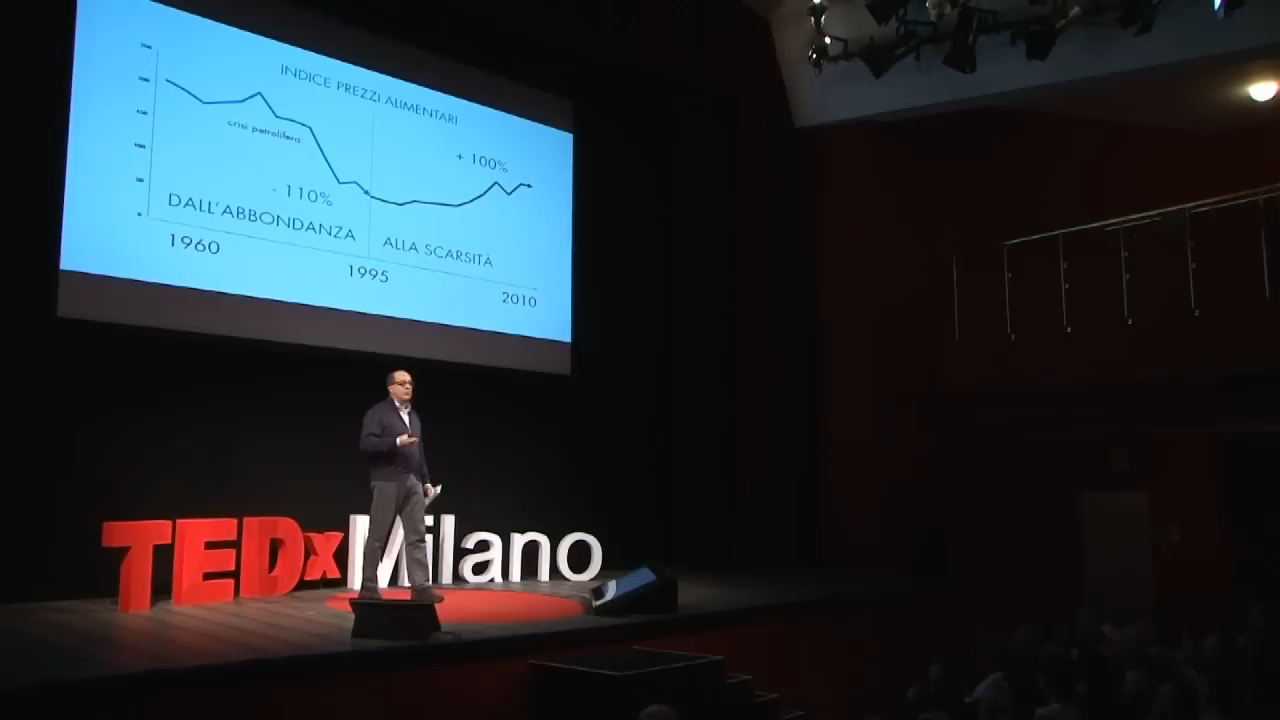 INDICE PREZZI ALIMENTARI
crisi petrolifera
+ 100%
- 110%
DALL'ABBONDANZA
ALLA SCARSITÀ
1960
1995
2010
TEDxMilano